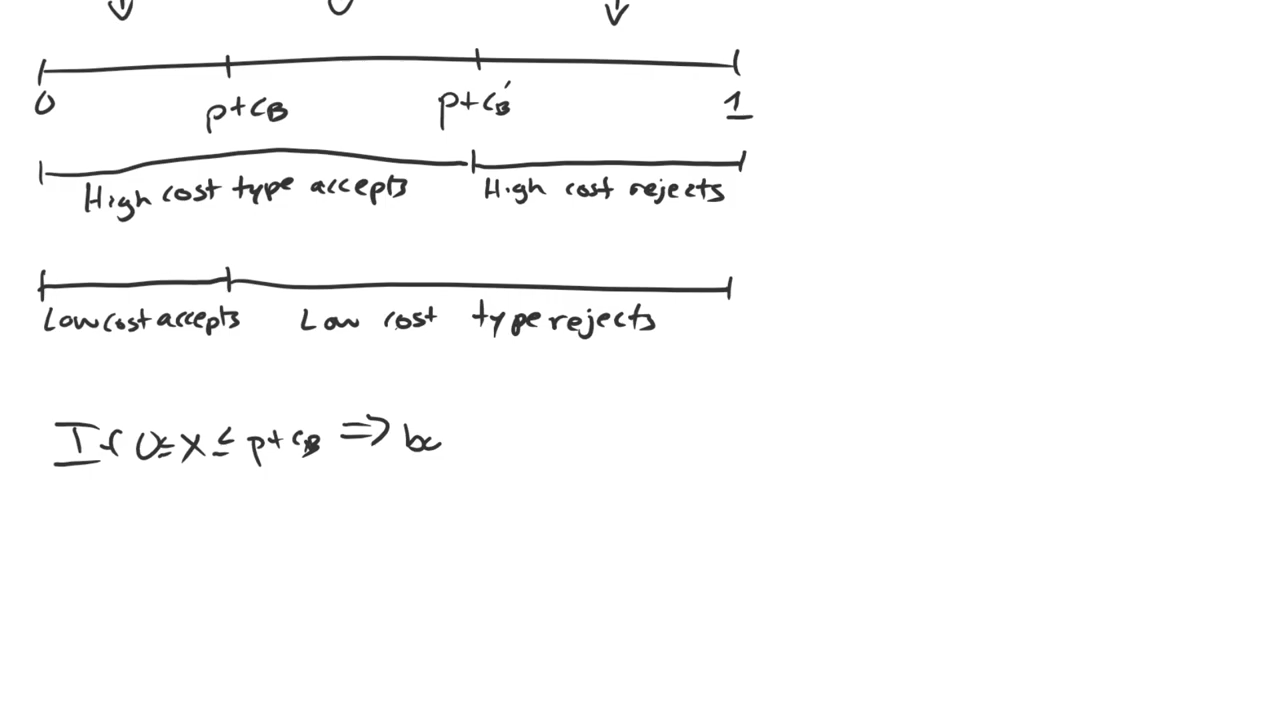 0 p+cB p+cB' 1
High cost type accepts High cost rejects
Low cost accepts Low cost type rejects
If 0≤x≤p+cB ⇒ bo